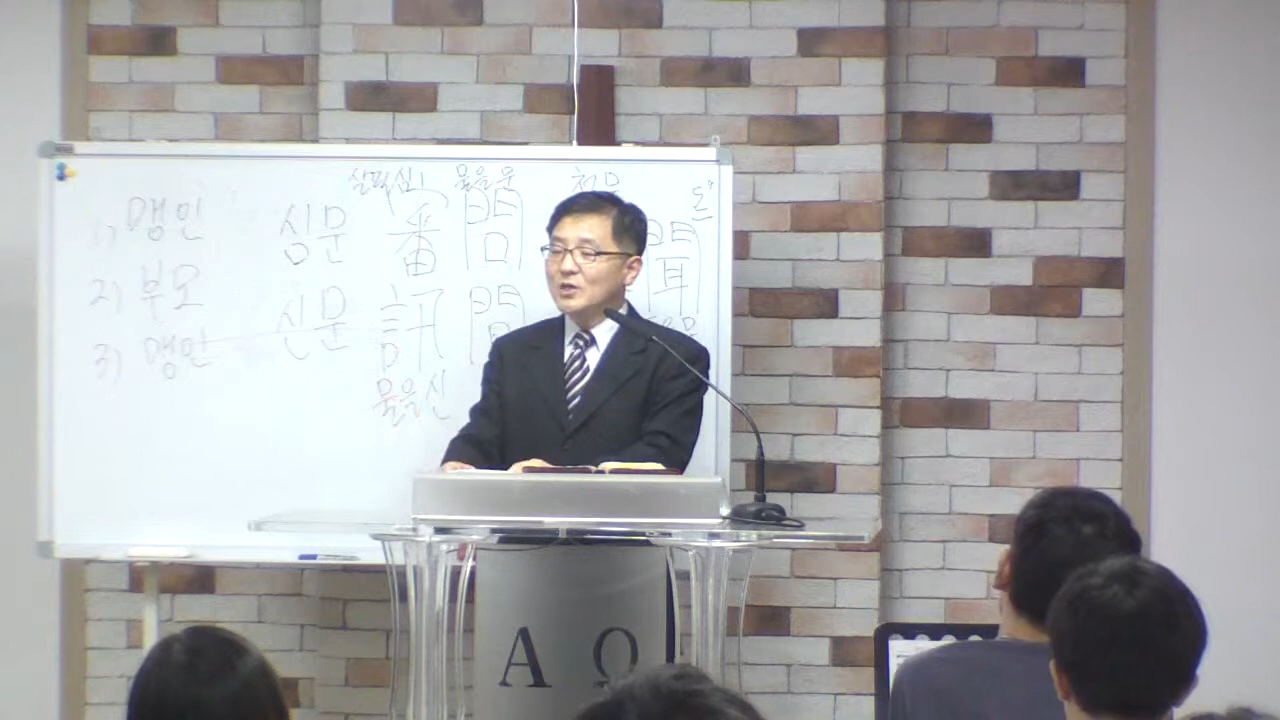 살필심 물을문
1) 맹인 심문 審問
2) 부모 신문 訊問
3) 맹인
물을신
Α Ω